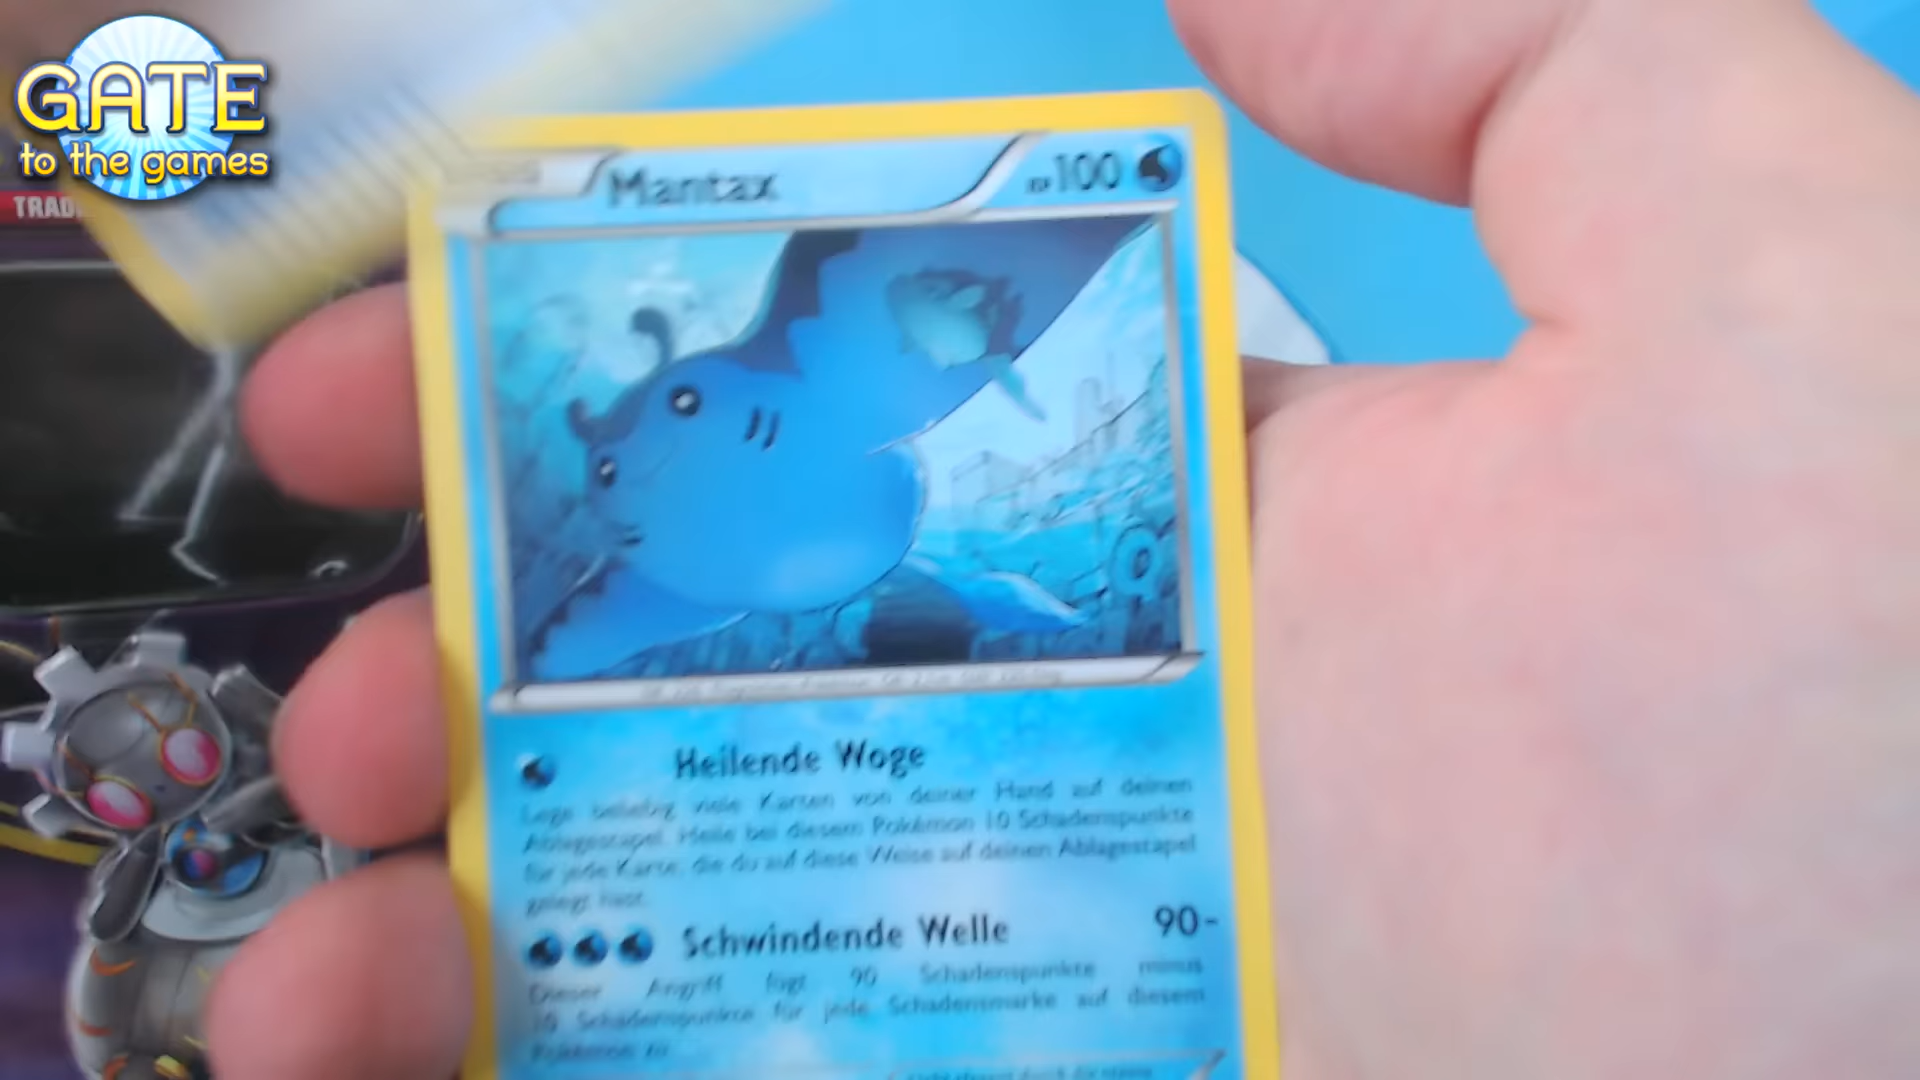 GATE
to the games
TRAD
Mantax
KP100
Heilende Woge
Lege beliebig viele Karten von deiner Hand auf deinen
Ablagestapel. Heile bei diesem Pokémon 10 Schadenspunkte
für jede Karte, die du auf diese Weise auf deinen Ablagestapel
gelegt hast.
Schwindende Welle
90-
Dieser Angriff fügt 90 Schadenspunkte minus
10 Schadenspunkte für jede Schadensmarke auf diesem
Pokémon zu.